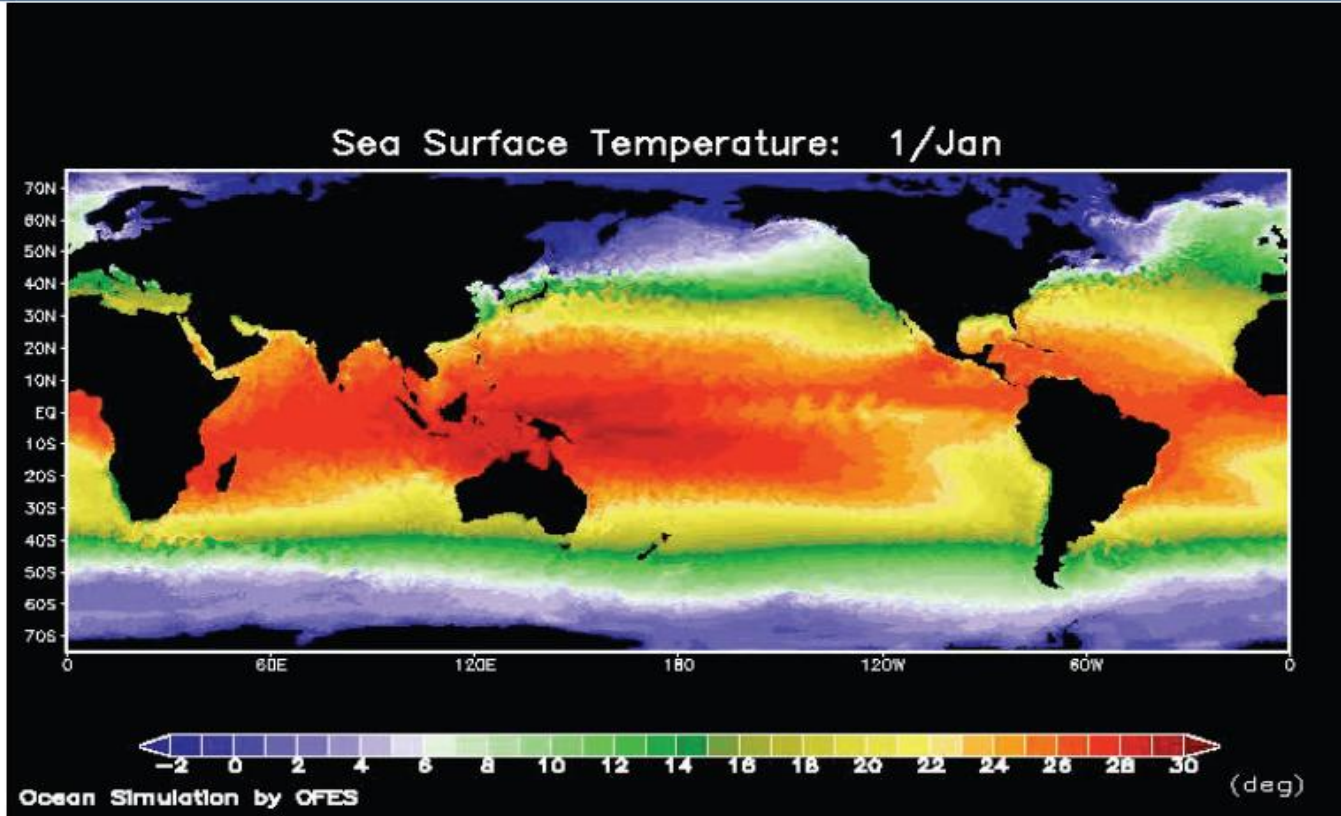 Sea Surface Temperature: 1/Jan
70N
60N
50N
40N
30N
20N
10N
EQ
10S
20S
30S
40S
50S
60S
70S
0 60E 120E 180 120W 60W 0
-2 0 2 4 6 8 10 12 14 16 18 20 22 24 26 28 30
(deg)
Ocean Simulation by OFES